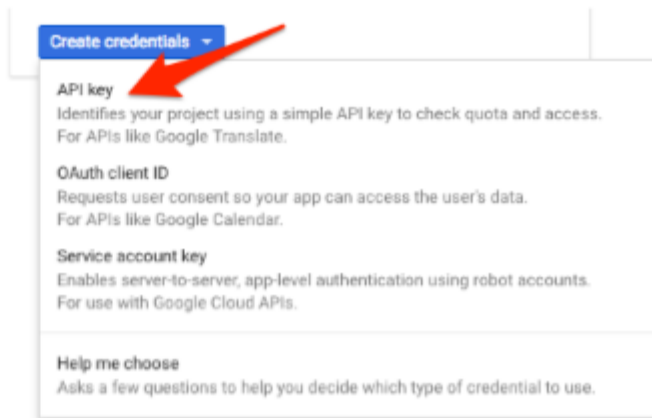 Create credentials
API key
Identifies your project using a simple API key to check quota and access.
For APIs like Google Translate.
OAuth client ID
Requests user consent so your app can access the user's data.
For APIs like Google Calendar.
Service account key
Enables server-to-server, app-level authentication using robot accounts.
For use with Google Cloud APIs.
Help me choose
Asks a few questions to help you decide which type of credential to use.